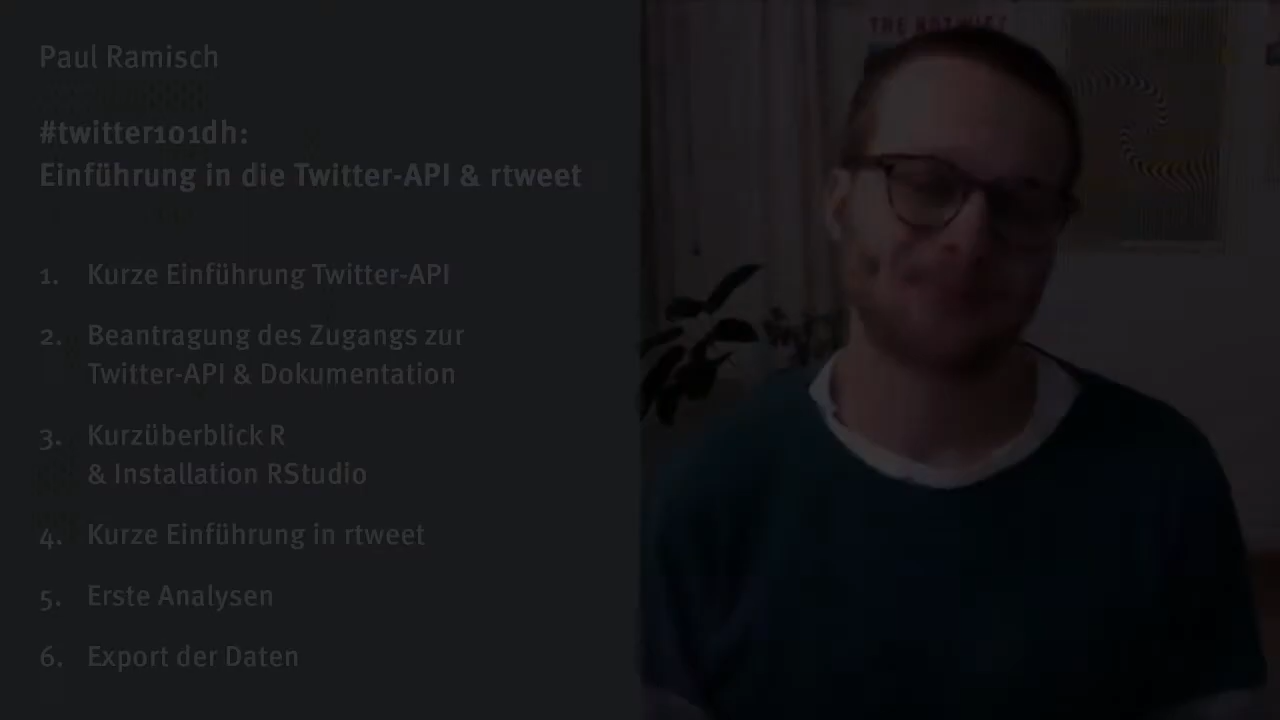 Paul Ramisch
#twitter101dh:
Einführung in die Twitter-API & rtweet
1. Kurze Einführung Twitter-API
2. Beantragung des Zugangs zur
Twitter-API & Dokumentation
3. Kurzüberblick R
& Installation RStudio
4. Kurze Einführung in rtweet
5. Erste Analysen
6. Export der Daten
THE